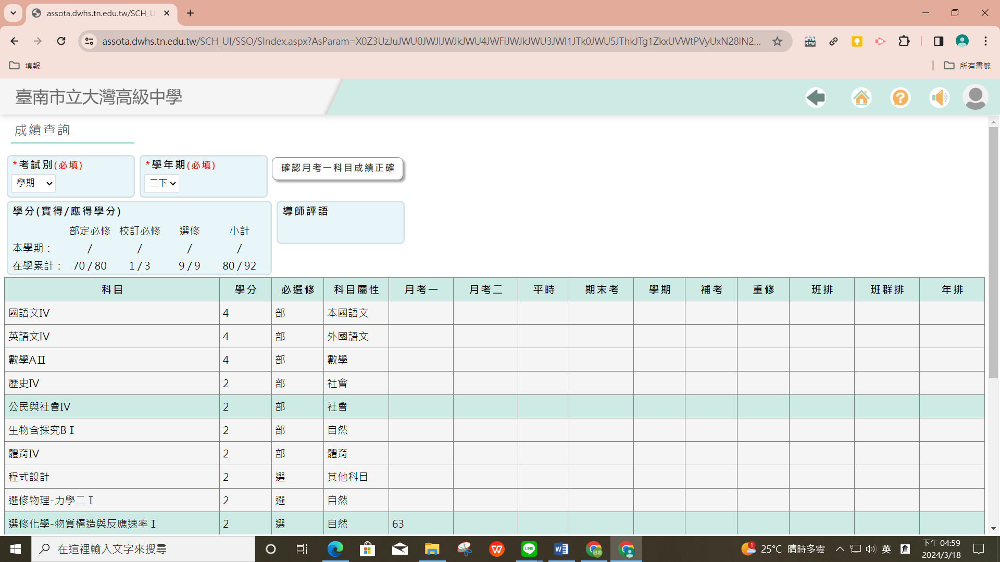 assota.dwhs.tn.edu.tw/SCH_U
assota.dwhs.tn.edu.tw/SCH_UI/SSO/SIndex.aspx?AsParam=X0Z3UzJuJWU0JWJlJWJkJWU4JWFiJWJkJWU3JWI1JTk0JWU5JThkJTg1ZkxUVWtPVyUxN28lN2...
NEW
填報
所有書籤
臺南市立大灣高級中學
成績查詢
*考試別(必填)
學期
*學年期(必填)
二下
確認月考一科目成績正確
學分(實得/應得學分)
部定必修 校訂必修 選修 小計
本學期： / / / /
在學累計： 70 / 80 1 / 3 9 / 9 80 / 92
導師評語
科目 學分 必選修 科目屬性 月考一 月考二 平時 期末考 學期 補考 重修 班排 班群排 年排
國語文IV 4 部 本國語文
英語文IV 4 部 外國語文
數學AⅡ 4 部 數學
歷史IV 2 部 社會
公民與社會IV 2 部 社會
生物含探究BⅠ 2 部 自然
體育IV 2 部 體育
程式設計 2 選 其他科目
選修物理-力學二Ⅰ 2 選 自然
選修化學-物質構造與反應速率Ⅰ 2 選 自然 63
在這裡輸入文字來搜尋
LINE
1
25°C 晴時多雲
英
倉
下午 04:59
2024/3/18